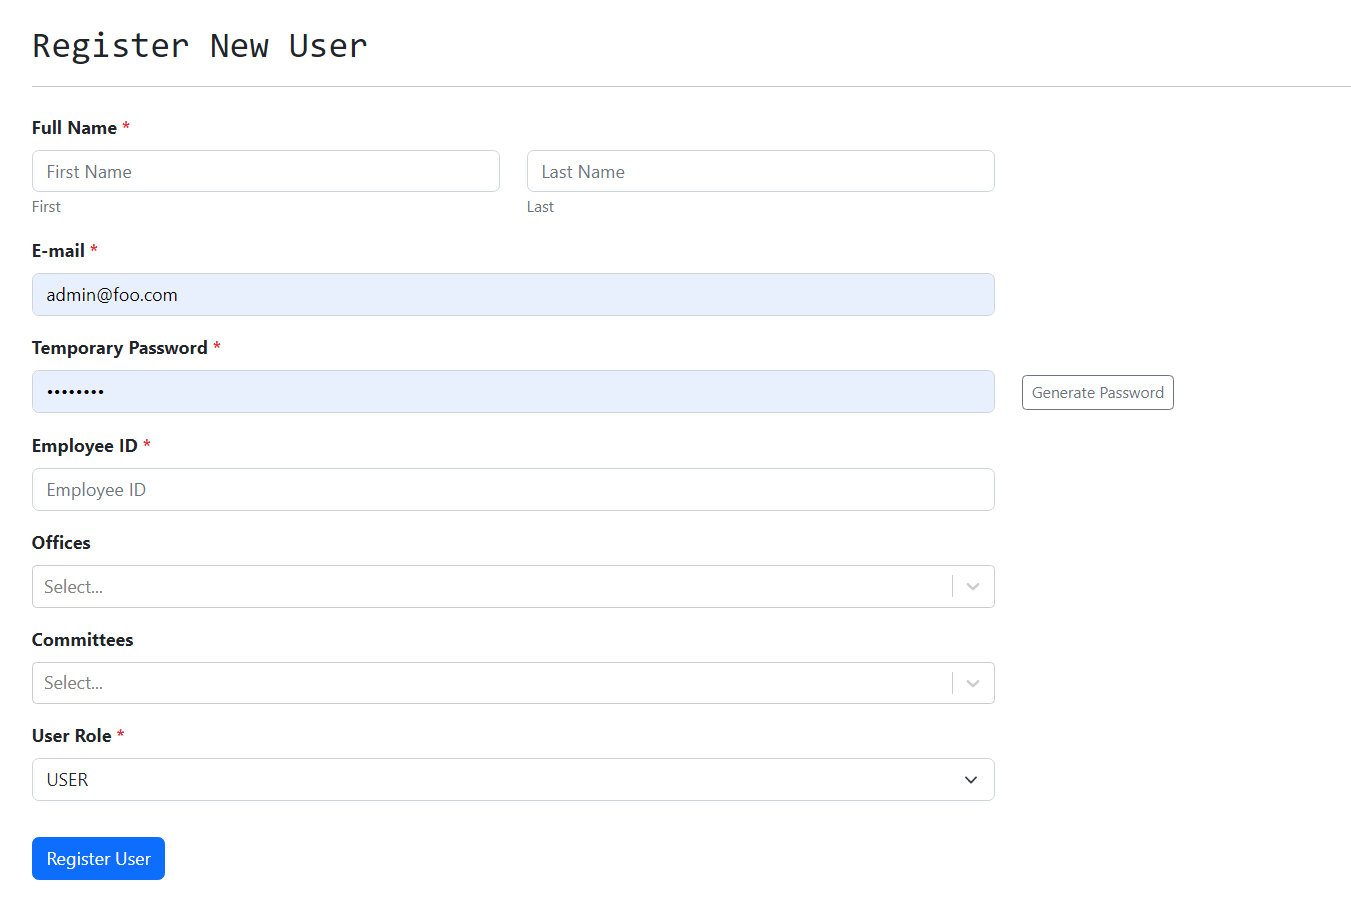 Register New User
Full Name *
First Name
Last Name
First
Last
E-mail *
admin@foo.com
Temporary Password *
••••••••
Generate Password
Employee ID *
Employee ID
Offices
Select...
Committees
Select...
User Role *
USER
Register User